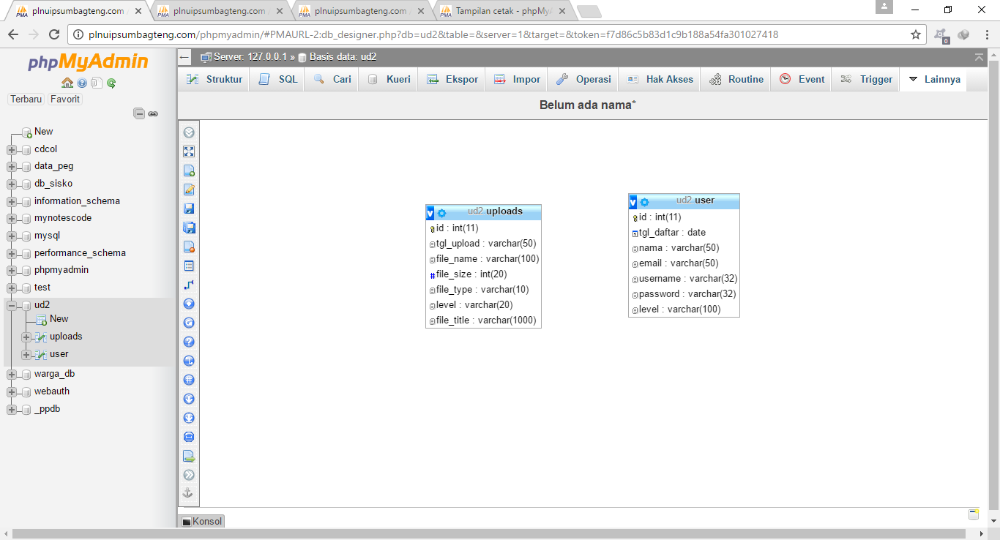 plnuipsumbagteng.com /
plnuipsumbagteng.com /
plnuipsumbagteng.com /
Tampilan cetak - phpMyA
plnuipsumbagteng.com/phpmyadmin/#PMAURL-2:db_designer.php?db=ud2&table=&server=1&target=&token=f7d86c5b83d1c9b188a54fa301027418
0
phpMyAdmin
Terbaru Favorit
New
cdcol
data_peg
db_sisko
information_schema
mynotescode
mysql
performance_schema
phpmyadmin
test
ud2
New
uploads
user
warga_db
webauth
_ppdb
Server: 127.0.0.1 » Basis data: ud2
Struktur SQL Cari Kueri Ekspor Impor Operasi Hak Akses Routine Event Trigger Lainnya
Belum ada nama*
ud2.uploads
id : int(11)
tgl_upload : varchar(50)
file_name : varchar(100)
file_size : int(20)
file_type : varchar(10)
level : varchar(20)
file_title : varchar(1000)
ud2.user
id : int(11)
tgl_daftar : date
nama : varchar(50)
email : varchar(50)
username : varchar(32)
password : varchar(32)
level : varchar(100)
Konsol